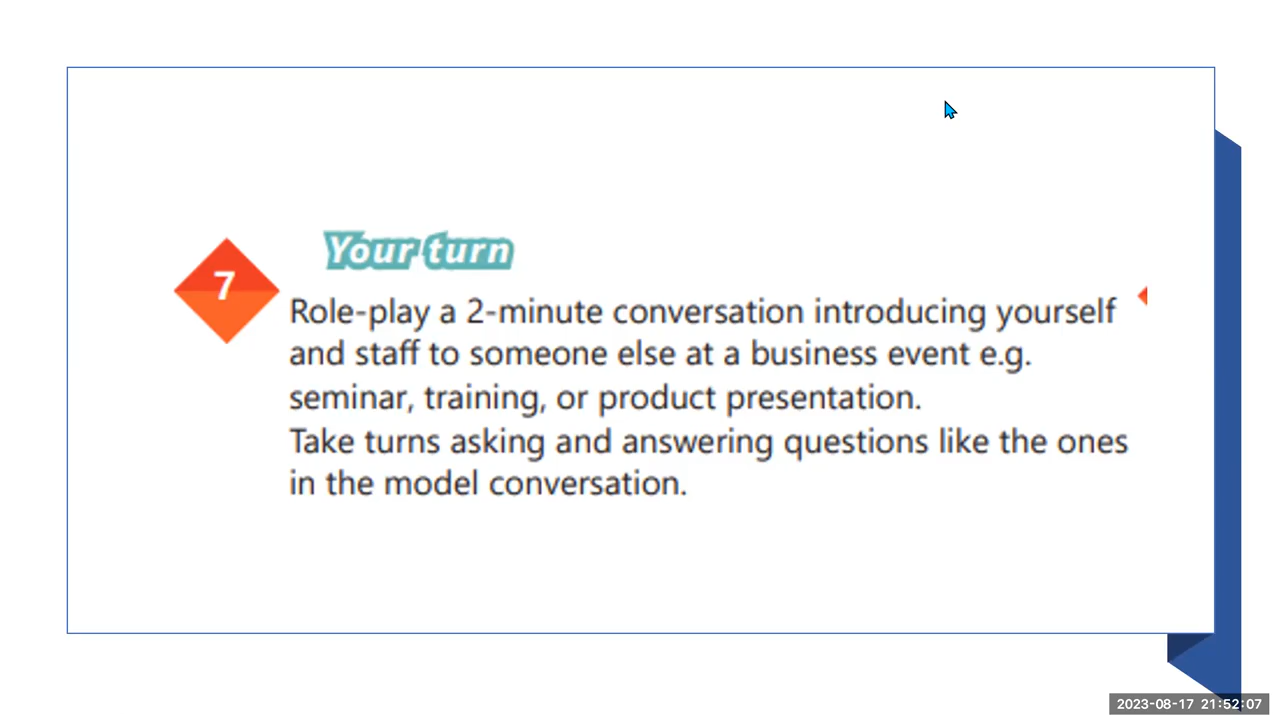 Your turn
7
Role-play a 2-minute conversation introducing yourself
and staff to someone else at a business event e.g.
seminar, training, or product presentation.
Take turns asking and answering questions like the ones
in the model conversation.
2023-08-17 21:52:07